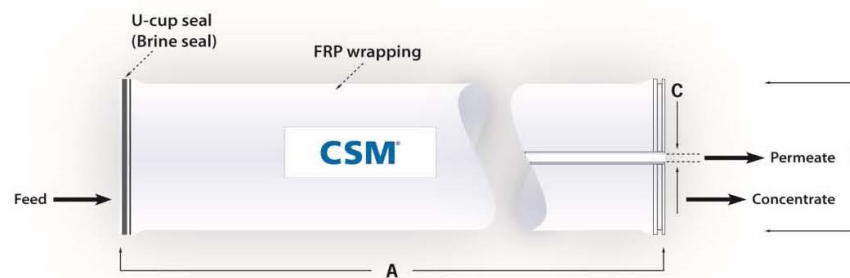 U-cup seal
(Brine seal)
FRP wrapping
C
CSM®
Permeate
Feed
Concentrate
A